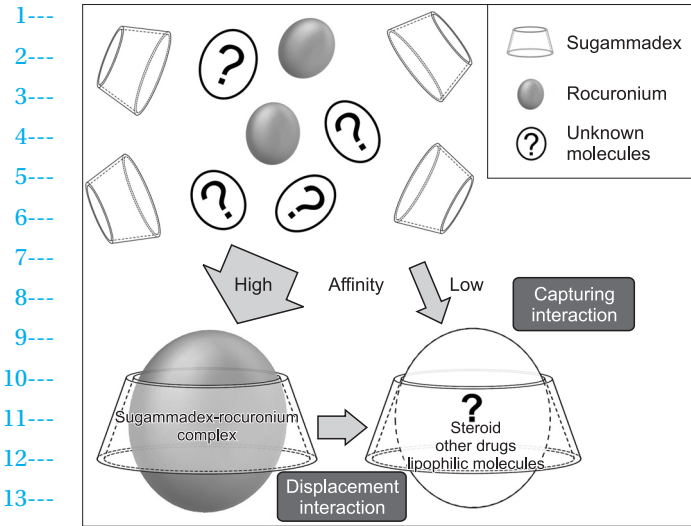 1---
2---
3---
4---
5---
6---
7---
8---
9---
10---
11---
12---
13---
Sugammadex
Rocuronium
?
Unknown
molecules
?
?
?
?
High
Affinity
Low
Capturing
interaction
Sugammadex-rocuronium
complex
?
Steroid
other drugs
lipophilic molecules
Displacement
interaction